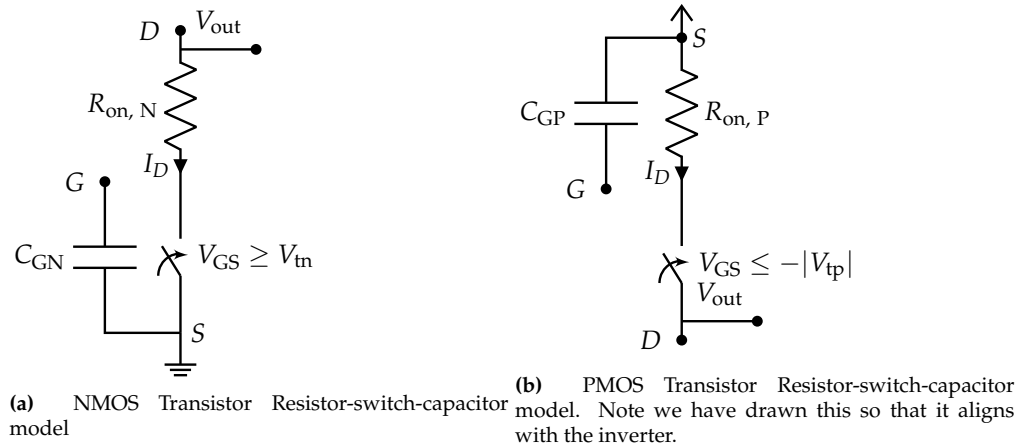 D
V_out
R_on, N
I_D
G
C_GN
V_GS ≥ V_tn
S
(a) NMOS Transistor Resistor-switch-capacitor
model
S
C_GP
R_on, P
I_D
G
V_GS ≤ −|V_tp|
V_out
D
(b) PMOS Transistor Resistor-switch-capacitor
model. Note we have drawn this so that it aligns
with the inverter.